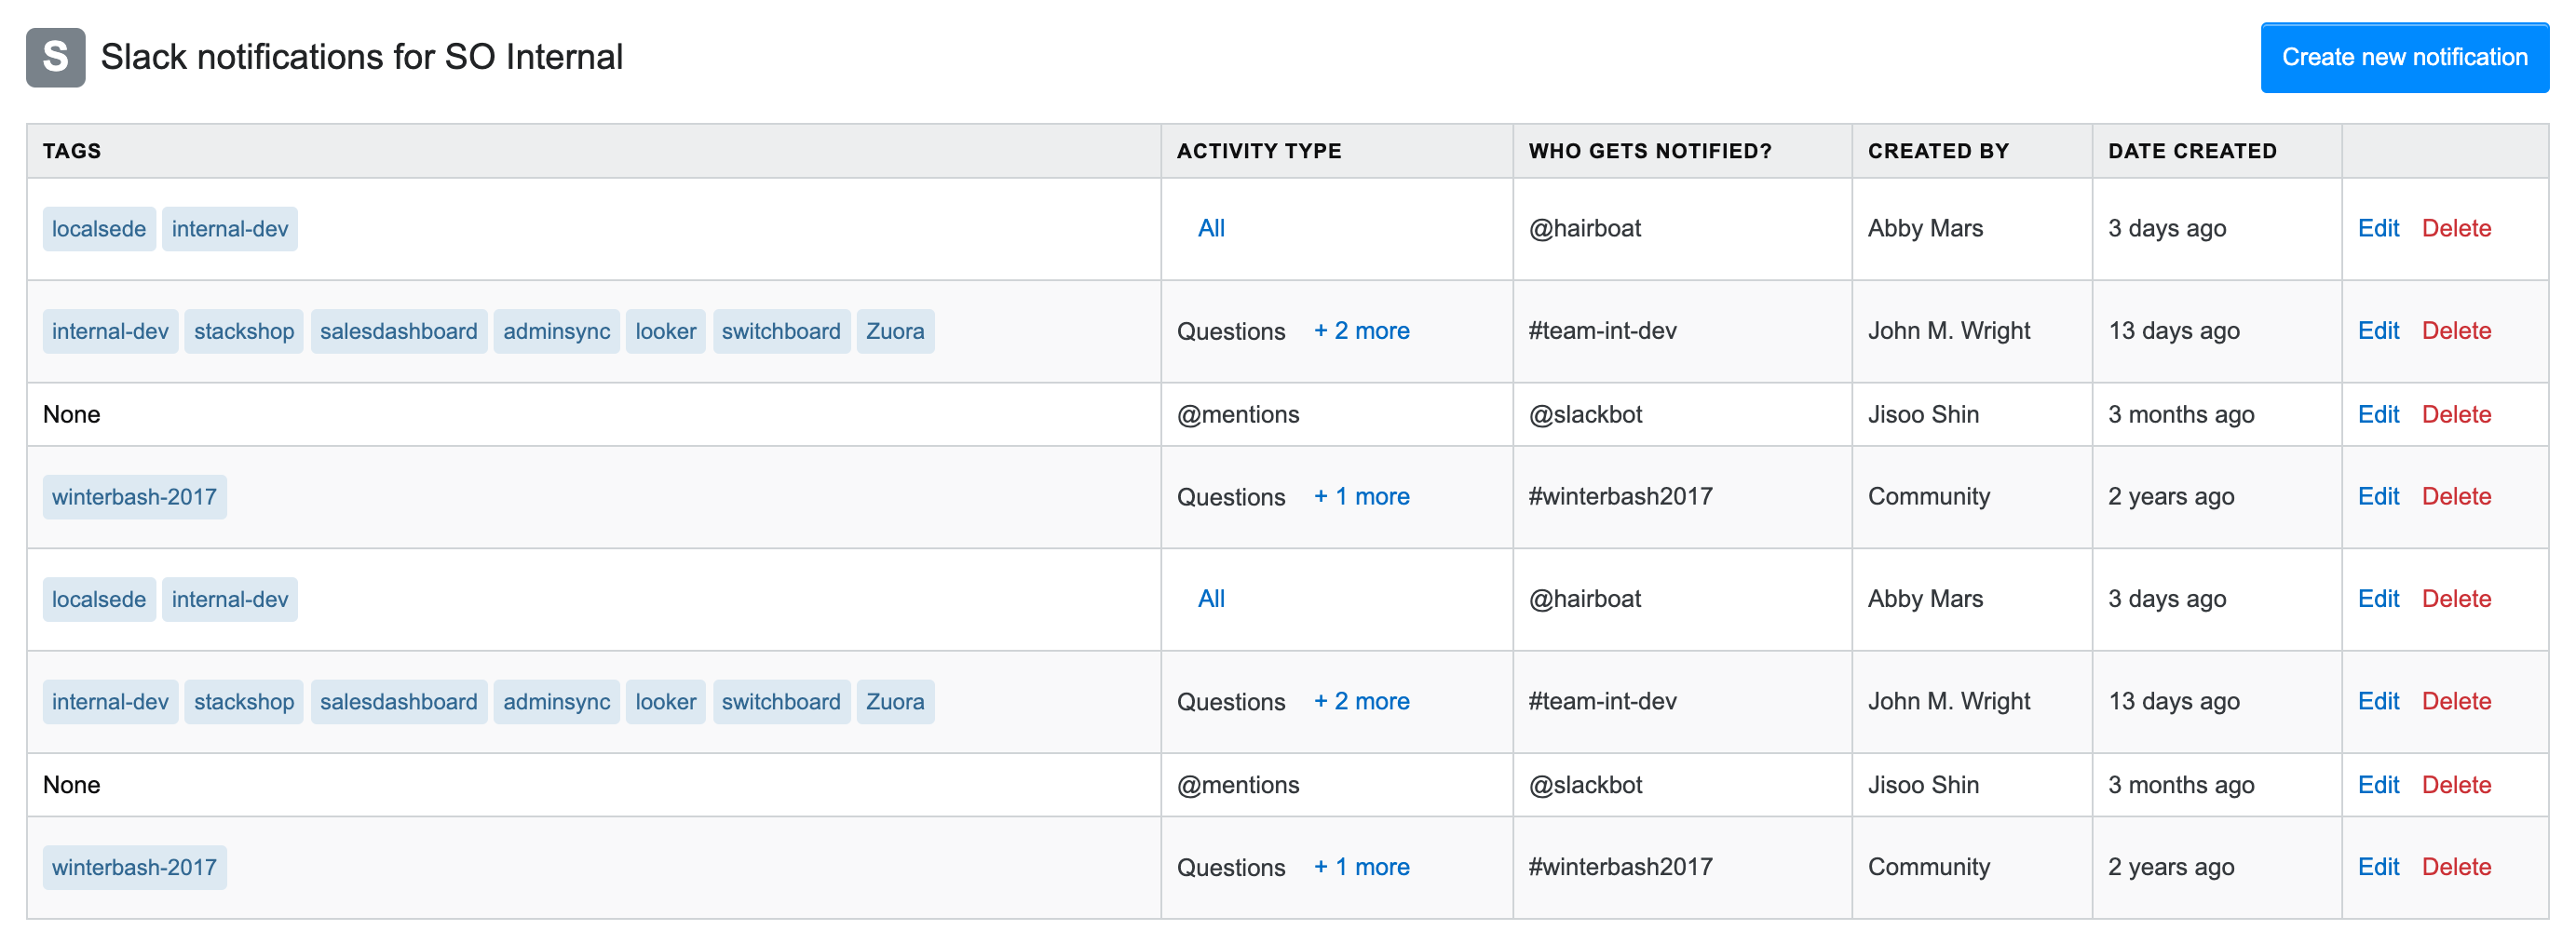 S Slack notifications for SO Internal Create new notification
TAGS ACTIVITY TYPE WHO GETS NOTIFIED? CREATED BY DATE CREATED
localsede internal-dev All @hairboat Abby Mars 3 days ago Edit Delete
internal-dev stackshop salesdashboard adminsync looker switchboard Zuora Questions + 2 more #team-int-dev John M. Wright 13 days ago Edit Delete
None @mentions @slackbot Jisoo Shin 3 months ago Edit Delete
winterbash-2017 Questions + 1 more #winterbash2017 Community 2 years ago Edit Delete
localsede internal-dev All @hairboat Abby Mars 3 days ago Edit Delete
internal-dev stackshop salesdashboard adminsync looker switchboard Zuora Questions + 2 more #team-int-dev John M. Wright 13 days ago Edit Delete
None @mentions @slackbot Jisoo Shin 3 months ago Edit Delete
winterbash-2017 Questions + 1 more #winterbash2017 Community 2 years ago Edit Delete